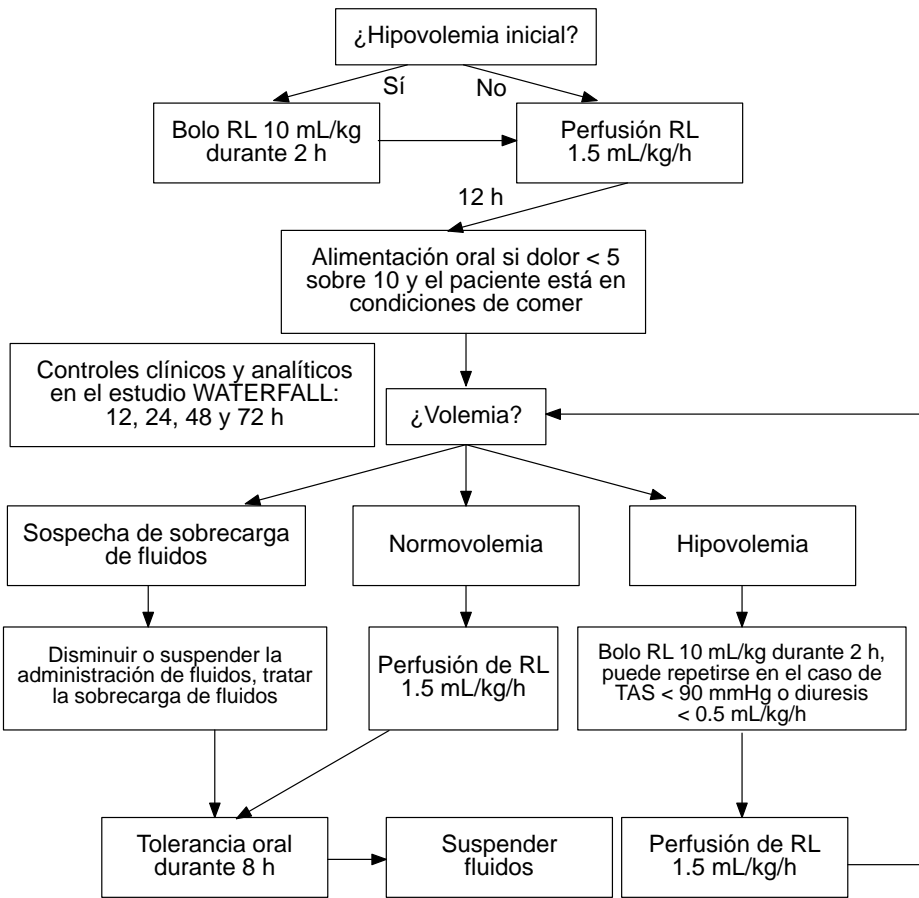 ¿Hipovolemia inicial?
Sí
No
Bolo RL 10 mL/kg
durante 2 h
Perfusión RL
1.5 mL/kg/h
12 h
Alimentación oral si dolor < 5
sobre 10 y el paciente está en
condiciones de comer
Controles clínicos y analíticos
en el estudio WATERFALL:
12, 24, 48 y 72 h
¿Volemia?
Sospecha de sobrecarga
de fluidos
Normovolemia
Hipovolemia
Disminuir o suspender la
administración de fluidos, tratar
la sobrecarga de fluidos
Perfusión de RL
1.5 mL/kg/h
Bolo RL 10 mL/kg durante 2 h,
puede repetirse en el caso de
TAS < 90 mmHg o diuresis
< 0.5 mL/kg/h
Tolerancia oral
durante 8 h
Suspender
fluidos
Perfusión de RL
1.5 mL/kg/h